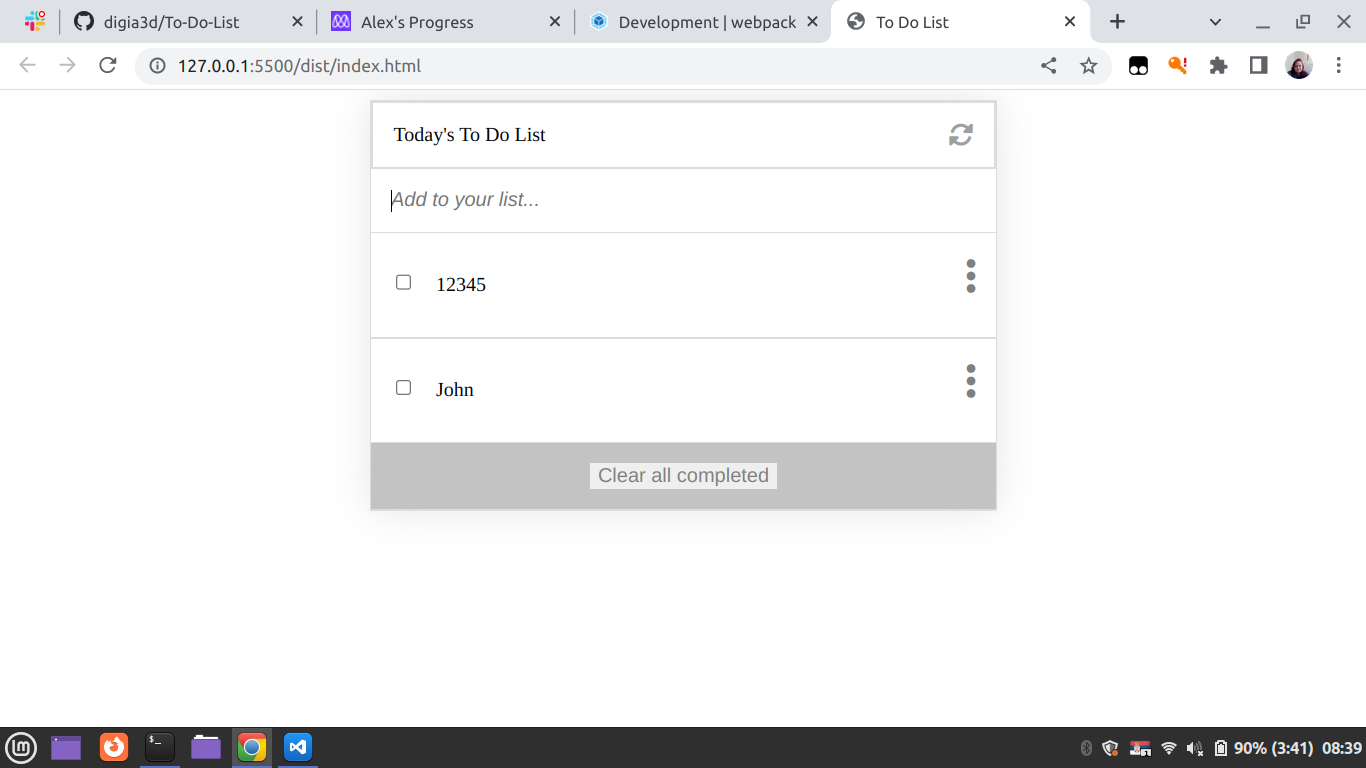 digia3d/To-Do-List
Alex's Progress
Development | webpack
To Do List
127.0.0.1:5500/dist/index.html
Today's To Do List
Add to your list...
12345
John
Clear all completed
90% (3:41) 08:39